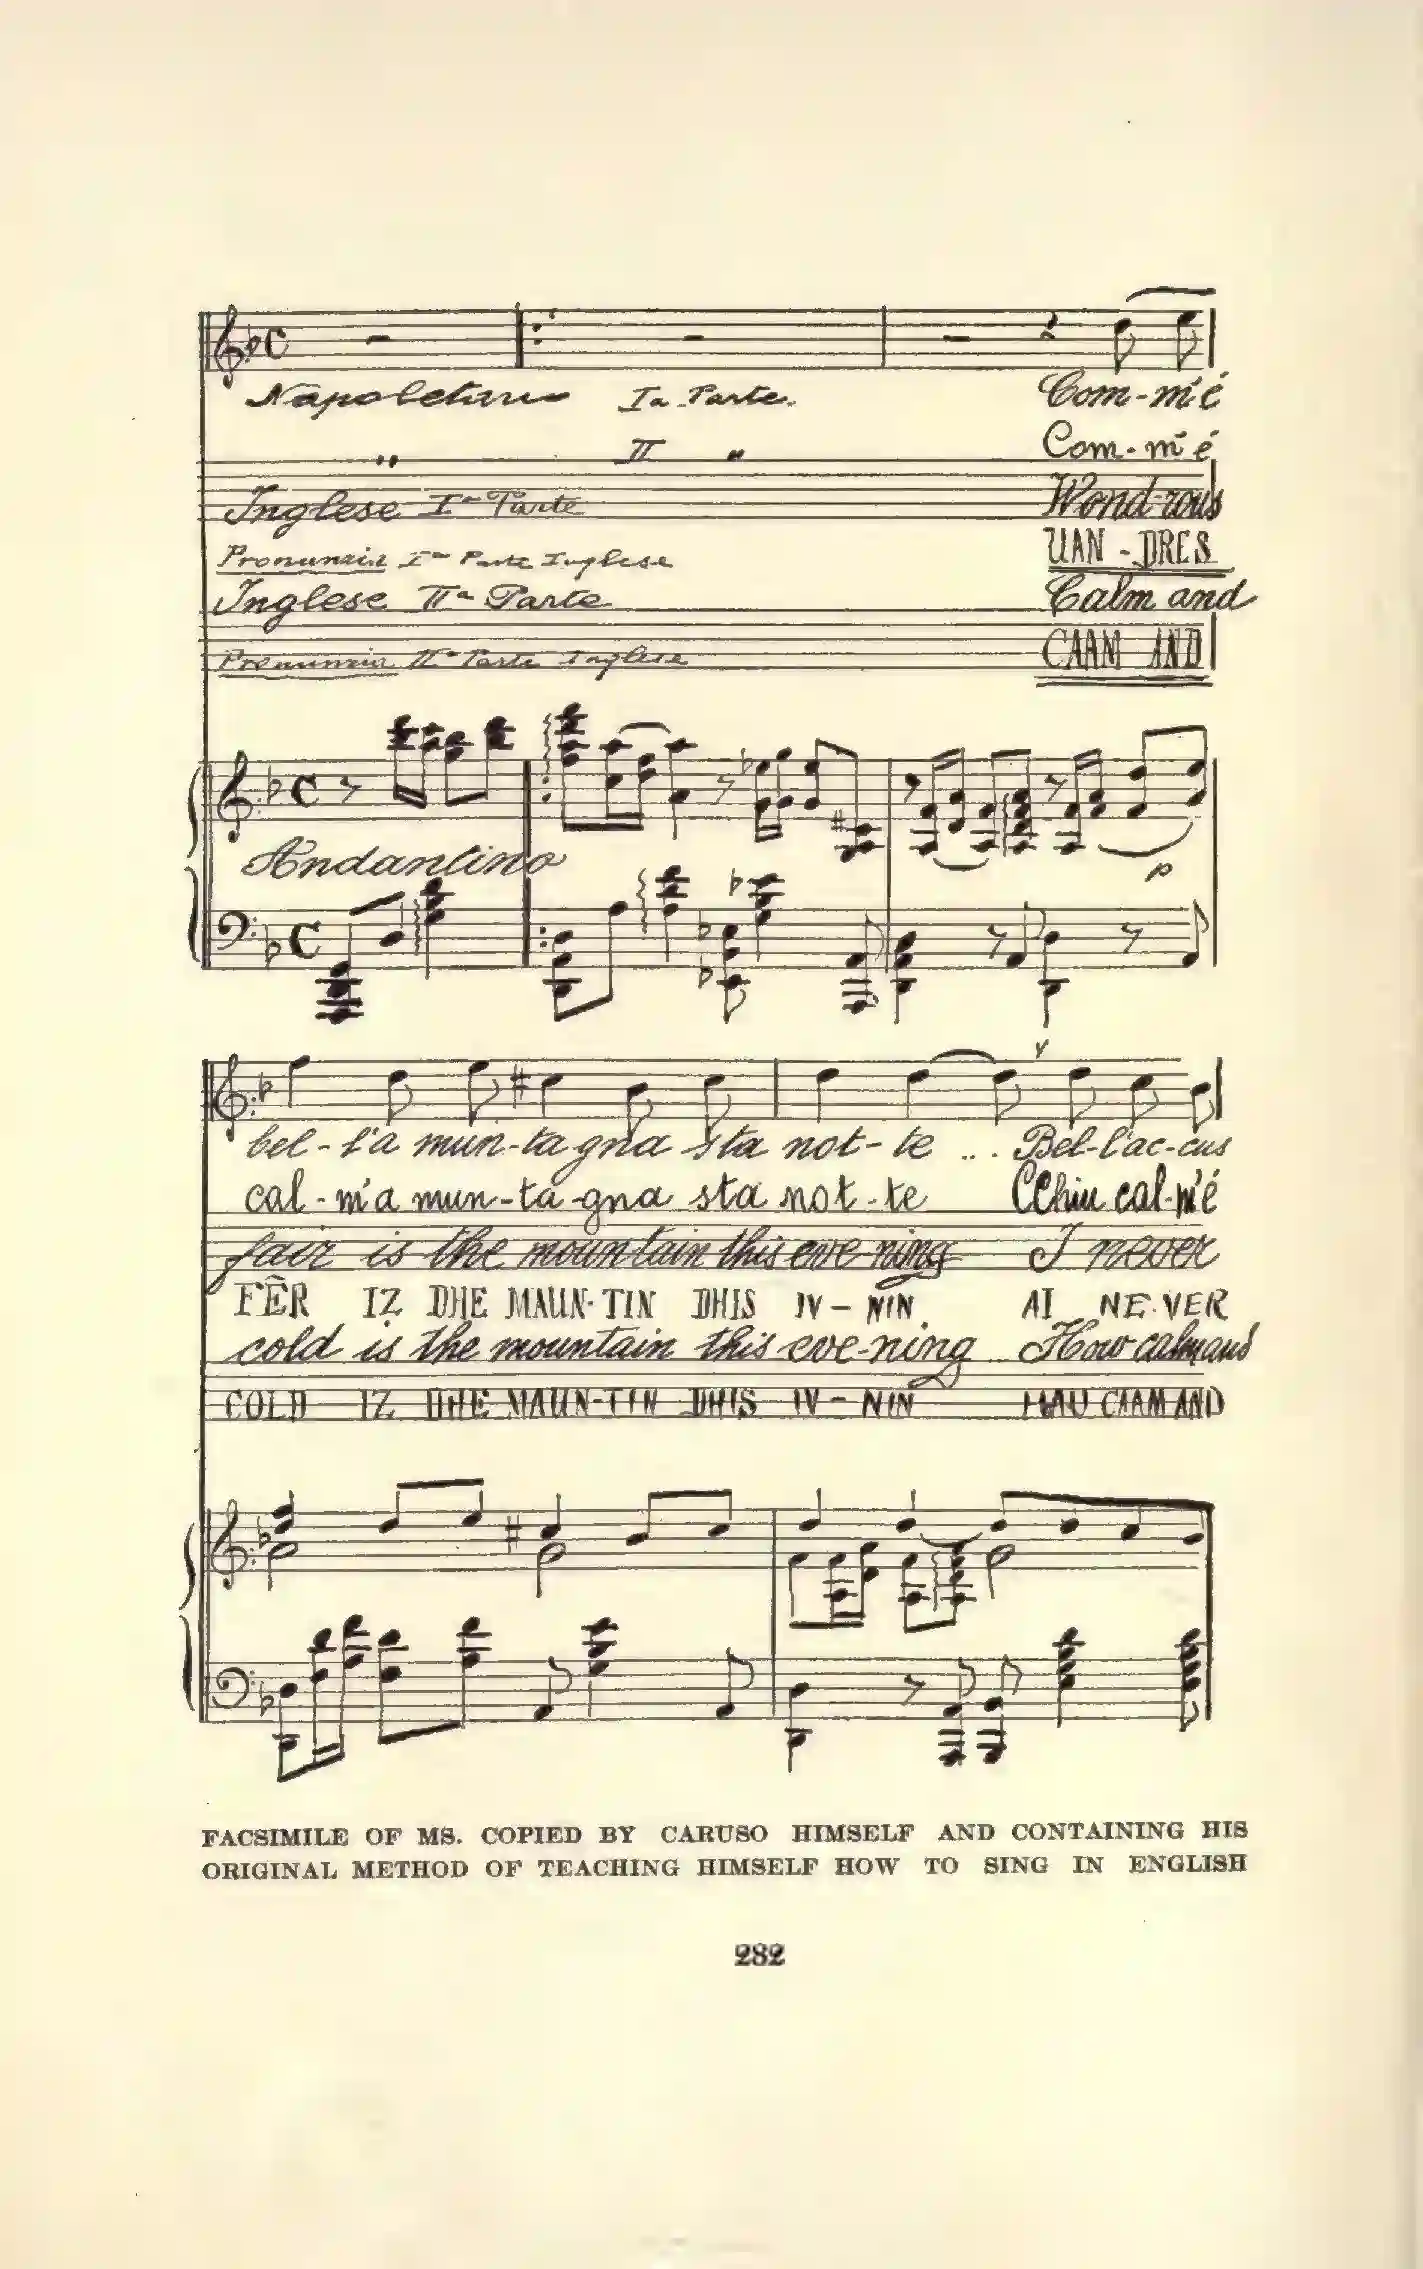 Napoletano Ia Parte. Com-m'é
" II " Com-m'é
Inglese Ia Parte Wond-rous
Pronunzia Ia Parte Inglese UAN-DRES
Inglese IIa Parte Calm and
Pronunzia IIa Parte Inglese CAAM AND
Andantino
p
bel-l'a mun-ta gna sta not-te ... Bel-l'ac-cus
cal-m'a mun-ta-gna sta not-te Cchiu cal-m'é
fair is the mountain this eve-ning I never
FÊR IZ DHE MAUN-TIN DHIS IV-NIN AI NE-VER
cold is the mountain this eve-ning How calm and
COLD IZ DHE MAUN-TIN DHIS IV-NIN HAU CAAM AND
FACSIMILE OF MS. COPIED BY CARUSO HIMSELF AND CONTAINING HIS
ORIGINAL METHOD OF TEACHING HIMSELF HOW TO SING IN ENGLISH
282